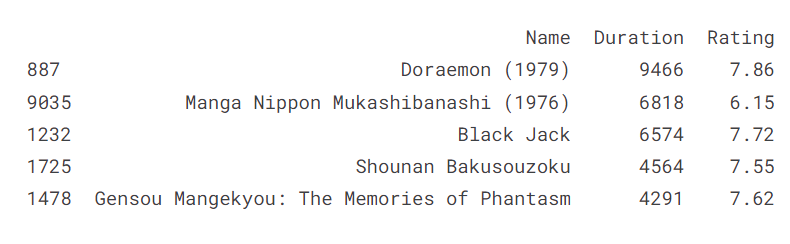 Name Duration Rating
887 Doraemon (1979) 9466 7.86
9035 Manga Nippon Mukashibanashi (1976) 6818 6.15
1232 Black Jack 6574 7.72
1725 Shounan Bakusouzoku 4564 7.55
1478 Gensou Mangekyou: The Memories of Phantasm 4291 7.62